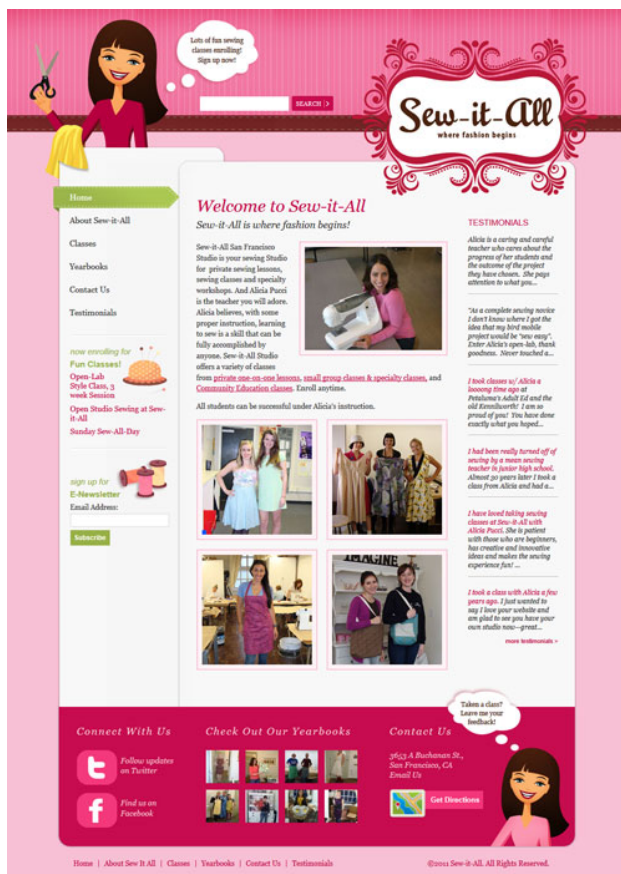 Lots of fun sewing
classes enrolling!
Sign up now!
SEARCH
Sew-it-All
where fashion begins
Home
About Sew-it-All
Classes
Yearbooks
Contact Us
Testimonials
now enrolling for
Fun Classes!
Open-Lab
Style Class, 3
week Session
Open Studio Sewing at Sew-
it-All
Sunday Sew-All-Day
sign up for
E-Newsletter
Email Address:
Subscribe
Welcome to Sew-it-All
Sew-it-All is where fashion begins!
Sew-it-All San Francisco
Studio is your sewing Studio
for private sewing lessons,
sewing classes and specialty
workshops. And Alicia Pucci
is the teacher you will adore.
Alicia believes, with some
proper instruction, learning
to sew is a skill that can be
fully accomplished by
anyone. Sew-it-All Studio
offers a variety of classes
from private one-on-one lessons, small group classes & specialty classes, and
Community Education classes. Enroll anytime.
All students can be successful under Alicia's instruction.
IMAGINE
TESTIMONIALS
Alicia is a caring and careful
teacher who cares about the
progress of her students and
the outcome of the project
they have chosen. She pays
attention to what you...
"As a complete sewing novice
I don't know where I got the
idea that my bird mobile
project would be "sew easy".
Enter Alicia's open-lab, thank
goodness. Never touched a...
I took classes w/ Alicia a
loooong time ago at
Petaluma's Adult Ed and the
old Kenilworth! I am so
proud of you! You have done
exactly what you hoped...
I had been really turned off of
sewing by a mean sewing
teacher in junior high school.
Almost 30 years later I took a
class from Alicia and had a...
I have loved taking sewing
classes at Sew-it-All with
Alicia Pucci. She is patient
with those who are beginners,
has creative and innovative
ideas and makes the sewing
experience fun! ...
I took a class with Alicia a few
years ago. I just wanted to
say I love your website and
am glad to see you have your
own studio now—great...
more testimonials >
Connect With Us
Follow updates
on Twitter
Find us on
Facebook
Check Out Our Yearbooks
Contact Us
3653 A Buchanan St.,
San Francisco, CA
Email Us
Get Directions
Taken a class?
Leave me your
feedback!
Home | About Sew It All | Classes | Yearbooks | Contact Us | Testimonials
©2011 Sew-it-All. All Rights Reserved.